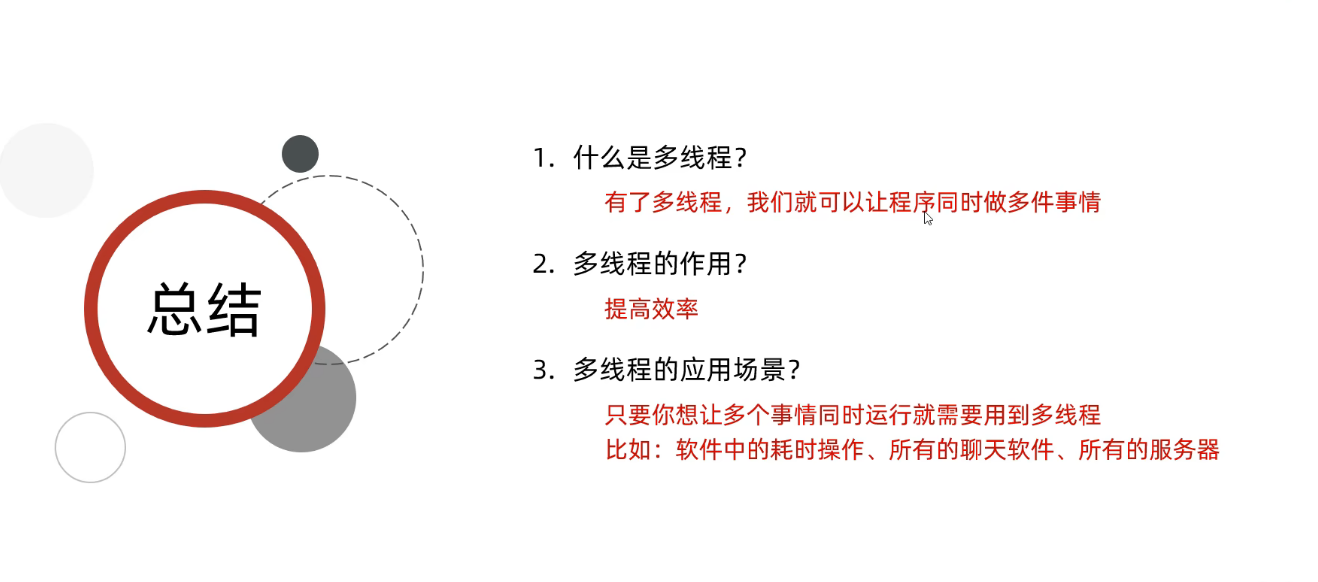 总结
1. 什么是多线程？
有了多线程，我们就可以让程序同时做多件事情
2. 多线程的作用？
提高效率
3. 多线程的应用场景？
只要你想让多个事情同时运行就需要用到多线程
比如：软件中的耗时操作、所有的聊天软件、所有的服务器